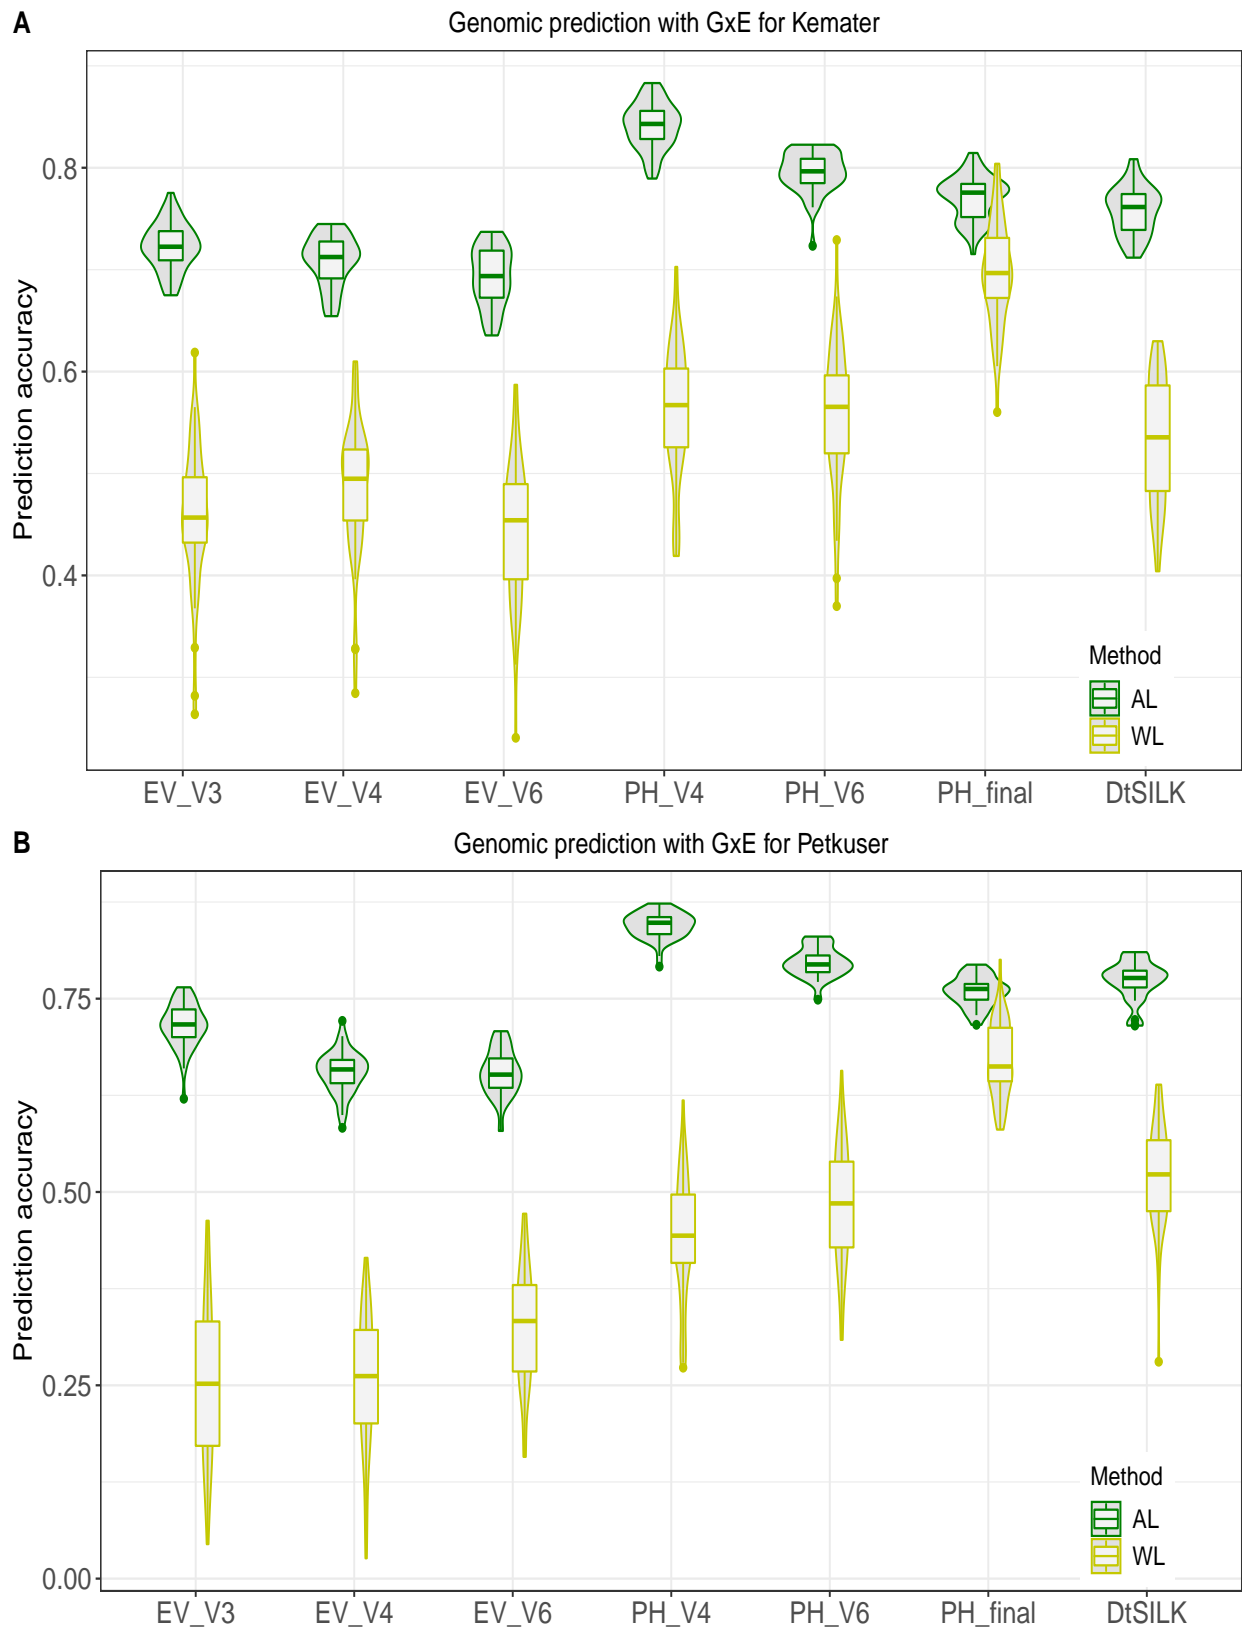 A
Genomic prediction with GxE for Kemater
Prediction accuracy
0.8
0.6
0.4
Method
AL
WL
EV_V3 EV_V4 EV_V6 PH_V4 PH_V6 PH_final DtSILK
B
Genomic prediction with GxE for Petkuser
Prediction accuracy
0.75
0.50
0.25
0.00
Method
AL
WL
EV_V3 EV_V4 EV_V6 PH_V4 PH_V6 PH_final DtSILK